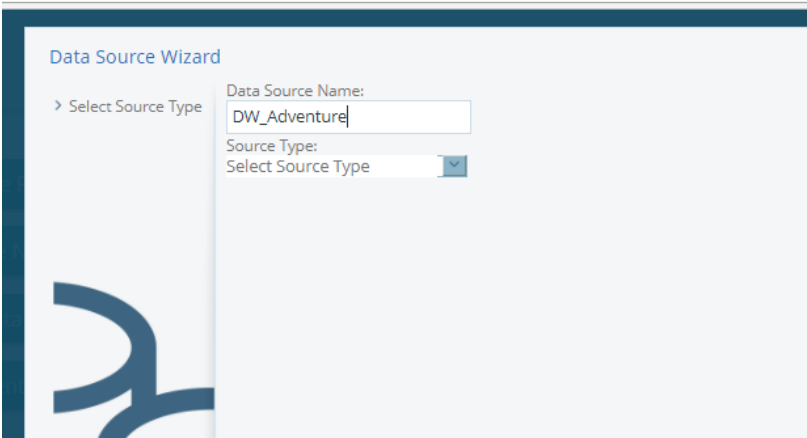 Data Source Wizard
Select Source Type
Data Source Name:
DW_Adventure
Source Type:
Select Source Type